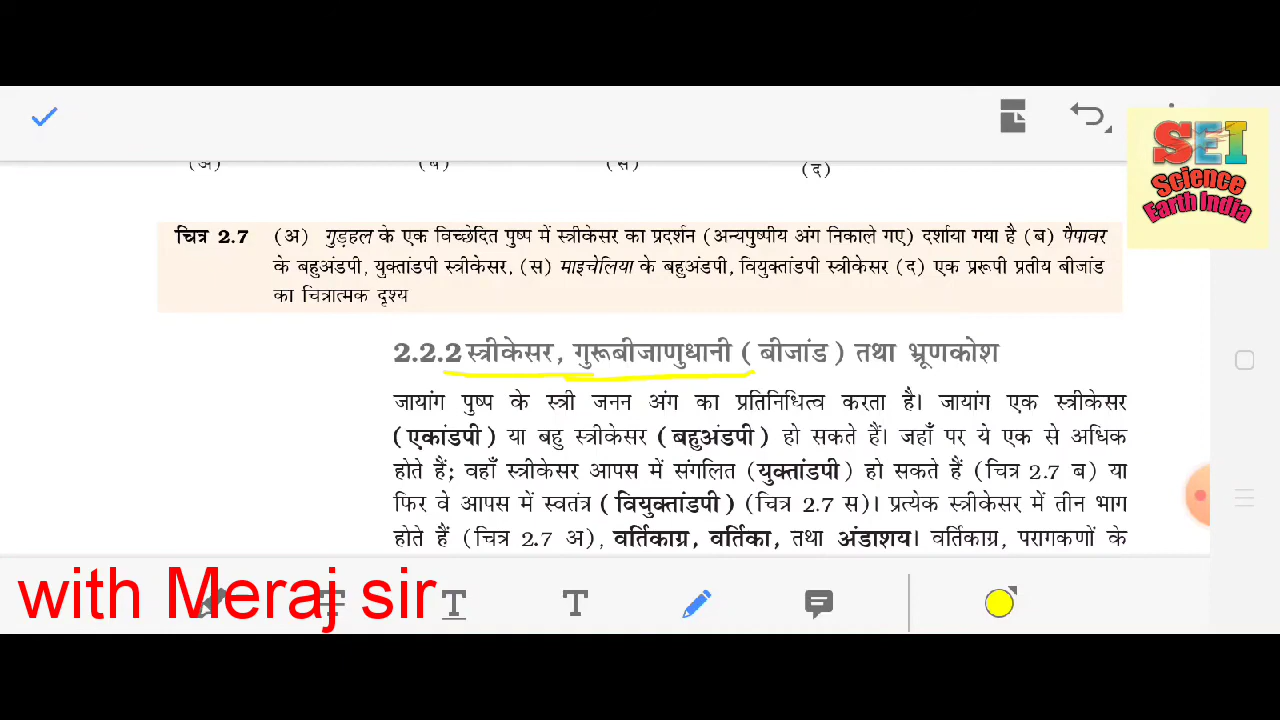 (अ) (ब) (स) (द)
SEI
Science
Earth India
चित्र 2.7 (अ) गुड़हल के एक विच्छेदित पुष्प में स्त्रीकेसर का प्रदर्शन (अन्यपुष्पीय अंग निकाले गए) दर्शाया गया है (ब) पैपावर
के बहुअंडपी, युक्तांडपी स्त्रीकेसर, (स) माइचेलिया के बहुअंडपी, वियुक्तांडपी स्त्रीकेसर (द) एक प्ररूपी प्रतीय बीजांड
का चित्रात्मक दृश्य
2.2.2 स्त्रीकेसर, गुरूबीजाणुधानी (बीजांड) तथा भ्रूणकोश
जायांग पुष्प के स्त्री जनन अंग का प्रतिनिधित्व करता है। जायांग एक स्त्रीकेसर
(एकांडपी) या बहु स्त्रीकेसर (बहुअंडपी) हो सकते हैं। जहाँ पर ये एक से अधिक
होते हैं; वहाँ स्त्रीकेसर आपस में संगलित (युक्तांडपी) हो सकते हैं (चित्र 2.7 ब) या
फिर वे आपस में स्वतंत्र (वियुक्तांडपी) (चित्र 2.7 स)। प्रत्येक स्त्रीकेसर में तीन भाग
होते हैं (चित्र 2.7 अ), वर्तिकाग्र, वर्तिका, तथा अंडाशय। वर्तिकाग्र, परागकणों के
with Meraj sir
T T T